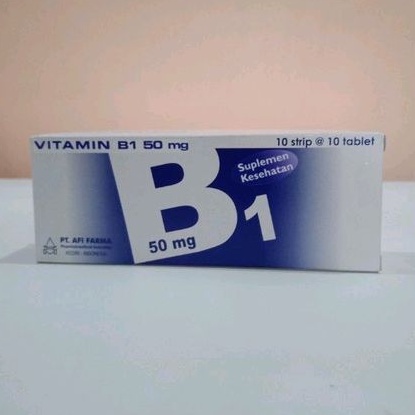 VITAMIN B1 50 mg
10 strip @ 10 tablet
B1
50 mg
Suplemen
Kesehatan
PT. AFI FARMA